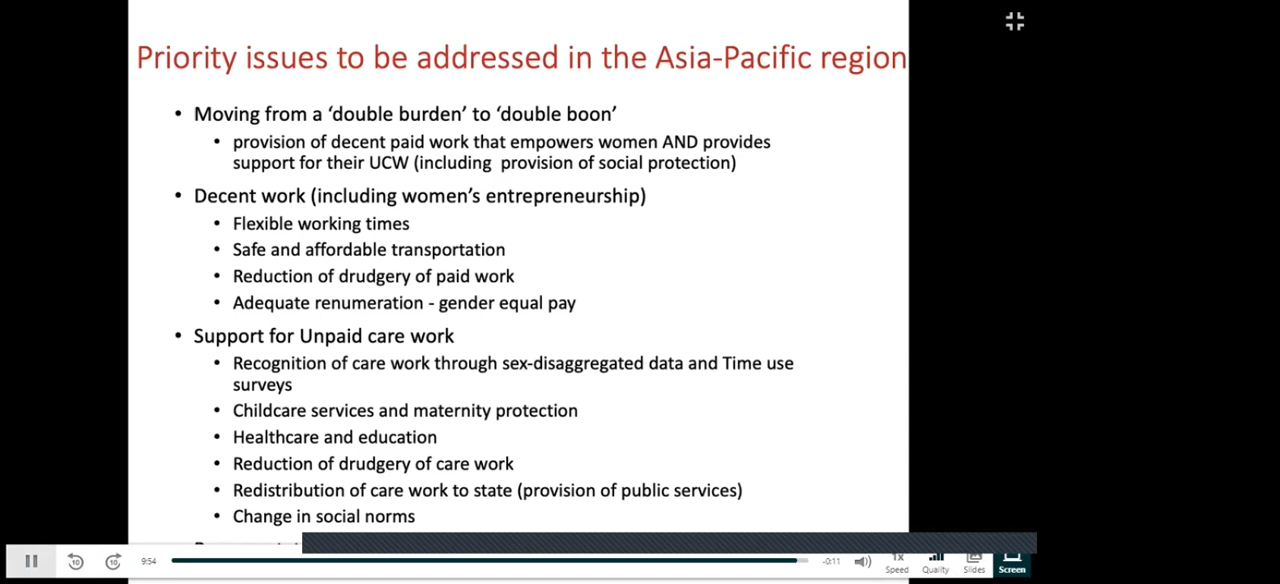 Priority issues to be addressed in the Asia-Pacific region
• Moving from a ‘double burden’ to ‘double boon’
• provision of decent paid work that empowers women AND provides
support for their UCW (including provision of social protection)
• Decent work (including women’s entrepreneurship)
• Flexible working times
• Safe and affordable transportation
• Reduction of drudgery of paid work
• Adequate renumeration - gender equal pay
• Support for Unpaid care work
• Recognition of care work through sex-disaggregated data and Time use
surveys
• Childcare services and maternity protection
• Healthcare and education
• Reduction of drudgery of care work
• Redistribution of care work to state (provision of public services)
• Change in social norms
10 10 9:54 -0:11 1x
Speed Quality Slides Screen